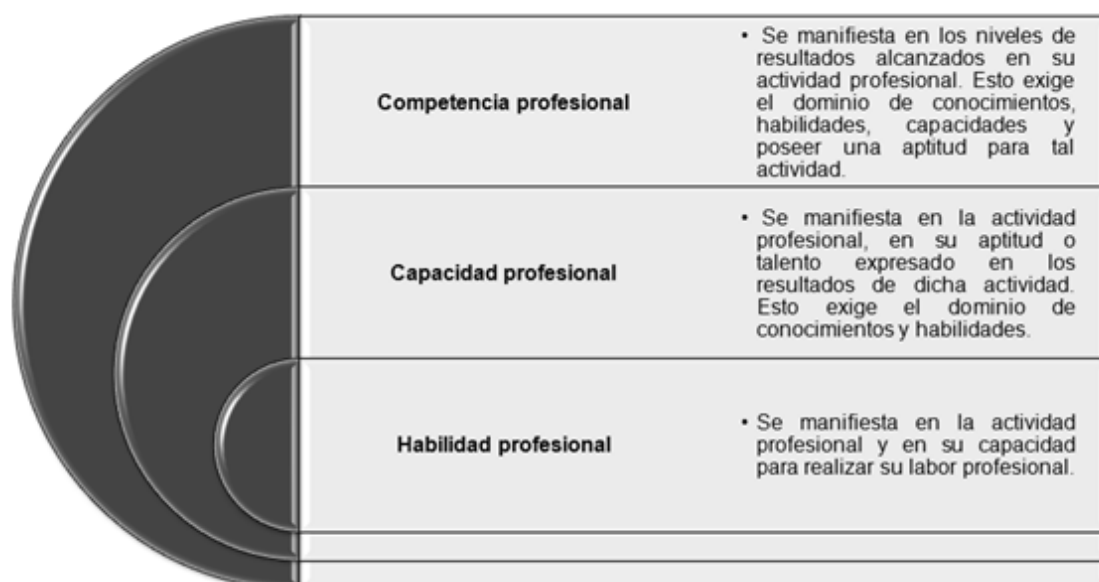 Competencia profesional
• Se manifiesta en los niveles de
resultados alcanzados en su
actividad profesional. Esto exige
el dominio de conocimientos,
habilidades, capacidades y
poseer una aptitud para tal
actividad.
Capacidad profesional
• Se manifiesta en la actividad
profesional, en su aptitud o
talento expresado en los
resultados de dicha actividad.
Esto exige el dominio de
conocimientos y habilidades.
Habilidad profesional
• Se manifiesta en la actividad
profesional y en su capacidad
para realizar su labor profesional.